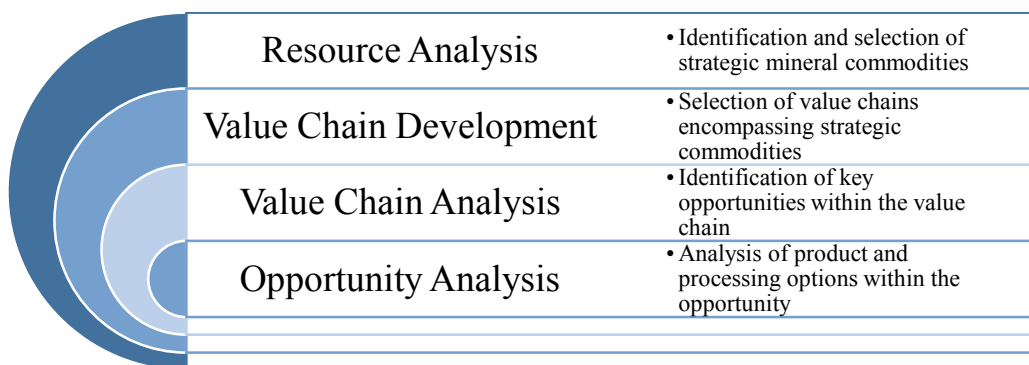 Resource Analysis
• Identification and selection of
strategic mineral commodities
Value Chain Development
• Selection of value chains
encompassing strategic
commodities
Value Chain Analysis
• Identification of key
opportunities within the value
chain
Opportunity Analysis
• Analysis of product and
processing options within the
opportunity